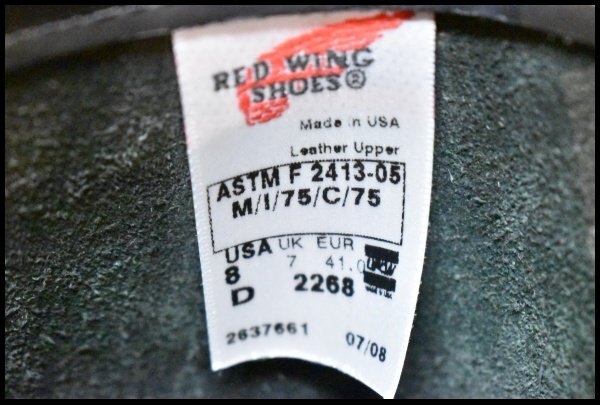 RED WING
SHOES®
Made in USA
Leather Upper
ASTM F 2413-05
M/I/75/C/75
USA UK EUR
8 7 41.0
D 2268
2637661 07/08